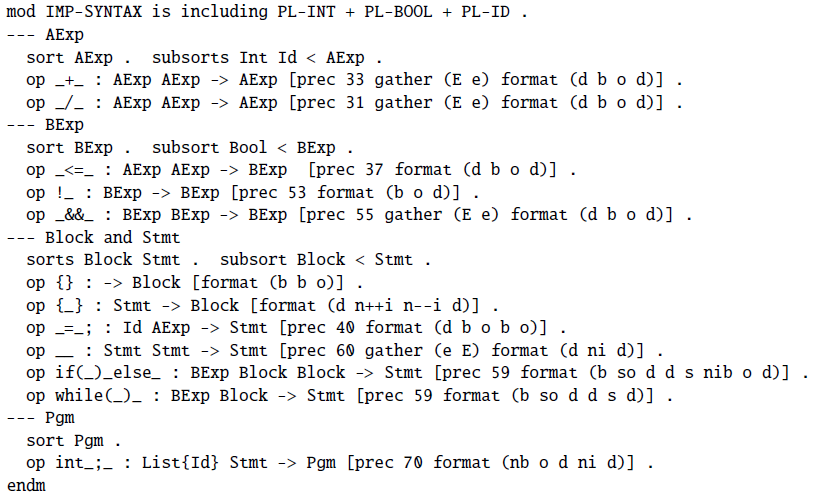 mod IMP-SYNTAX is including PL-INT + PL-BOOL + PL-ID .
--- AExp
  sort AExp .  subsorts Int Id < AExp .
  op _+_ : AExp AExp -> AExp [prec 33 gather (E e) format (d b o d)] .
  op _/_ : AExp AExp -> AExp [prec 31 gather (E e) format (d b o d)] .
--- BExp
  sort BExp .  subsort Bool < BExp .
  op _<=_ : AExp AExp -> BExp  [prec 37 format (d b o d)] .
  op !_ : BExp -> BExp [prec 53 format (b o d)] .
  op _&&_ : BExp BExp -> BExp [prec 55 gather (E e) format (d b o d)] .
--- Block and Stmt
  sorts Block Stmt .  subsort Block < Stmt .
  op {} : -> Block [format (b b o)] .
  op {_} : Stmt -> Block [format (d n++i n--i d)] .
  op _=_; : Id AExp -> Stmt [prec 40 format (d b o b o)] .
  op __ : Stmt Stmt -> Stmt [prec 60 gather (e E) format (d ni d)] .
  op if(_)_else_ : BExp Block Block -> Stmt [prec 59 format (b so d d s nib o d)] .
  op while(_)_ : BExp Block -> Stmt [prec 59 format (b so d d s d)] .
--- Pgm
  sort Pgm .
  op int_;_ : List{Id} Stmt -> Pgm [prec 70 format (nb o d ni d)] .
endm